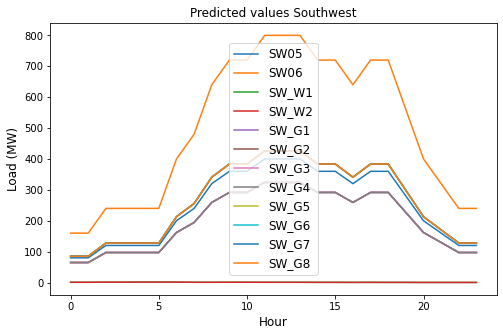 Predicted values Southwest
Load (MW)
800
700
600
500
400
300
200
100
0
SW05
SW06
SW_W1
SW_W2
SW_G1
SW_G2
SW_G3
SW_G4
SW_G5
SW_G6
SW_G7
SW_G8
0 5 10 15 20
Hour